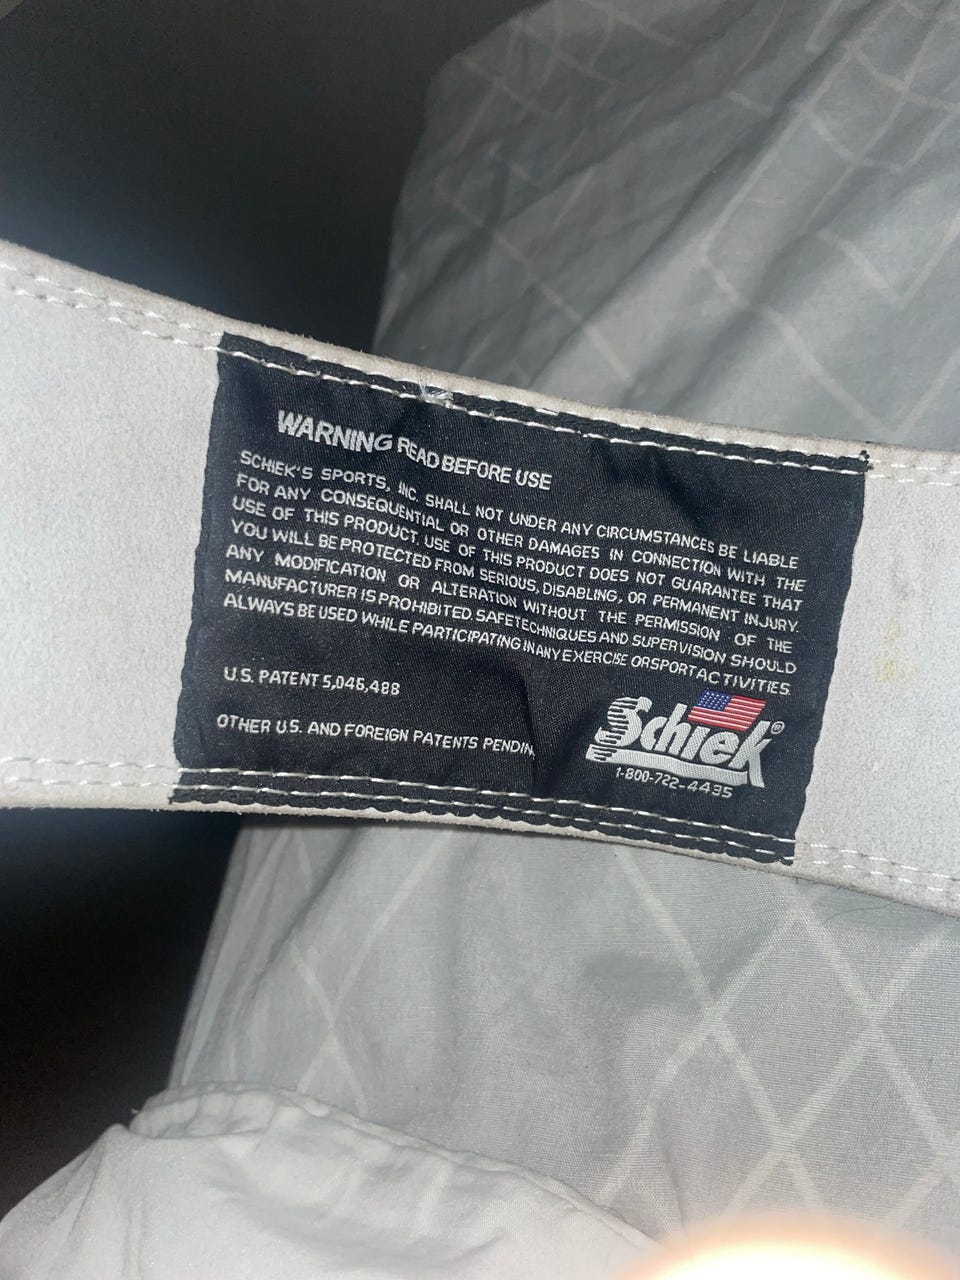 WARNING READ BEFORE USE
SCHIEK'S SPORTS, INC. SHALL NOT UNDER ANY CIRCUMSTANCES BE LIABLE
FOR ANY CONSEQUENTIAL OR OTHER DAMAGES IN CONNECTION WITH THE
USE OF THIS PRODUCT. USE OF THIS PRODUCT DOES NOT GUARANTEE THAT
YOU WILL BE PROTECTED FROM SERIOUS, DISABLING, OR PERMANENT INJURY.
ANY MODIFICATION OR ALTERATION WITHOUT THE PERMISSION OF THE
MANUFACTURER IS PROHIBITED. SAFE TECHNIQUES AND SUPERVISION SHOULD
ALWAYS BE USED WHILE PARTICIPATING IN ANY EXERCISE OR SPORT ACTIVITIES.
U.S. PATENT 5,046,488
OTHER U.S. AND FOREIGN PATENTS PENDIN
Schiek®
1-800-722-4435